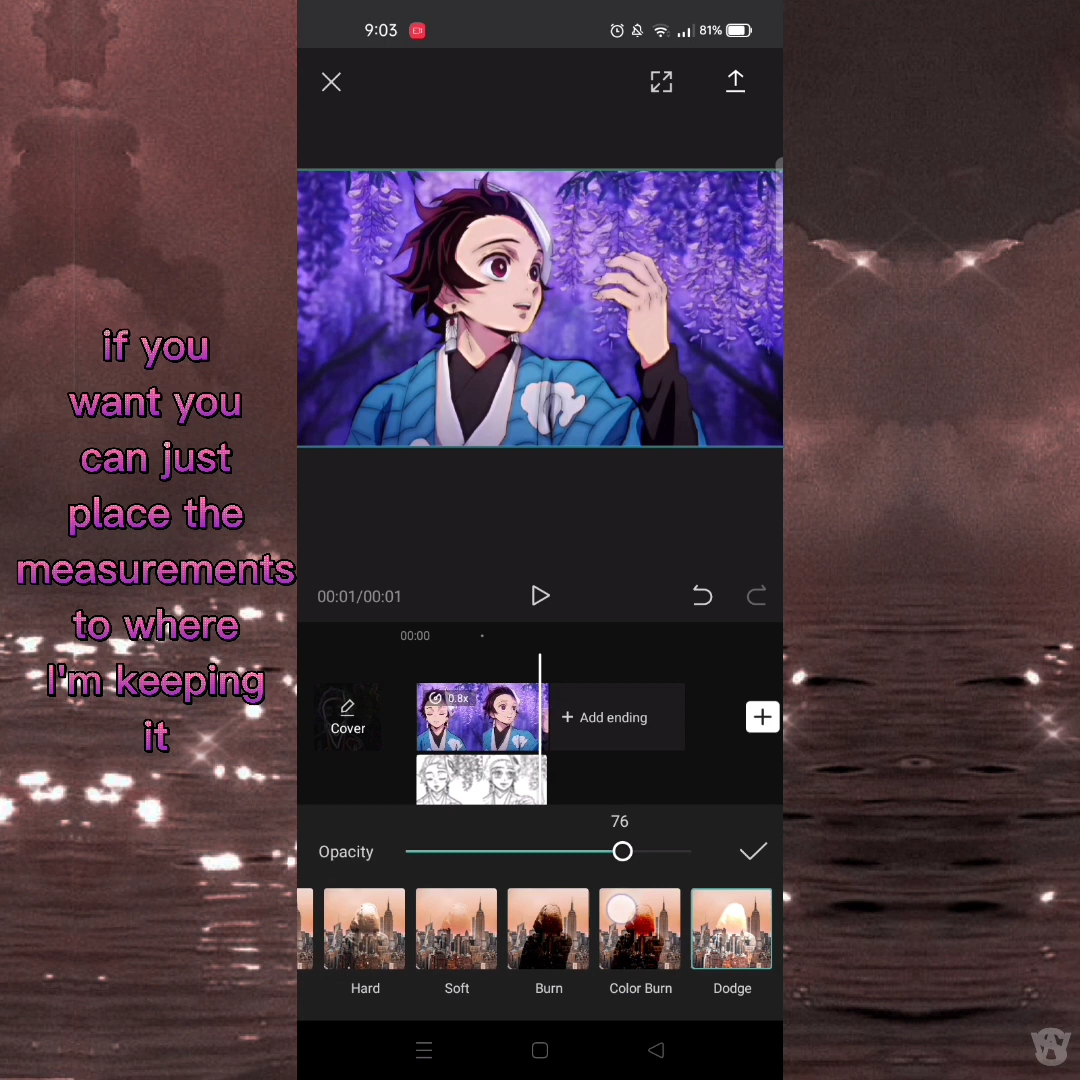 9:03
81%
if you
want you
can just
place the
measurements
to where
I'm keeping
it
00:01/00:01
00:00
0.8x
Cover
+ Add ending
76
Opacity
Hard
Soft
Burn
Color Burn
Dodge